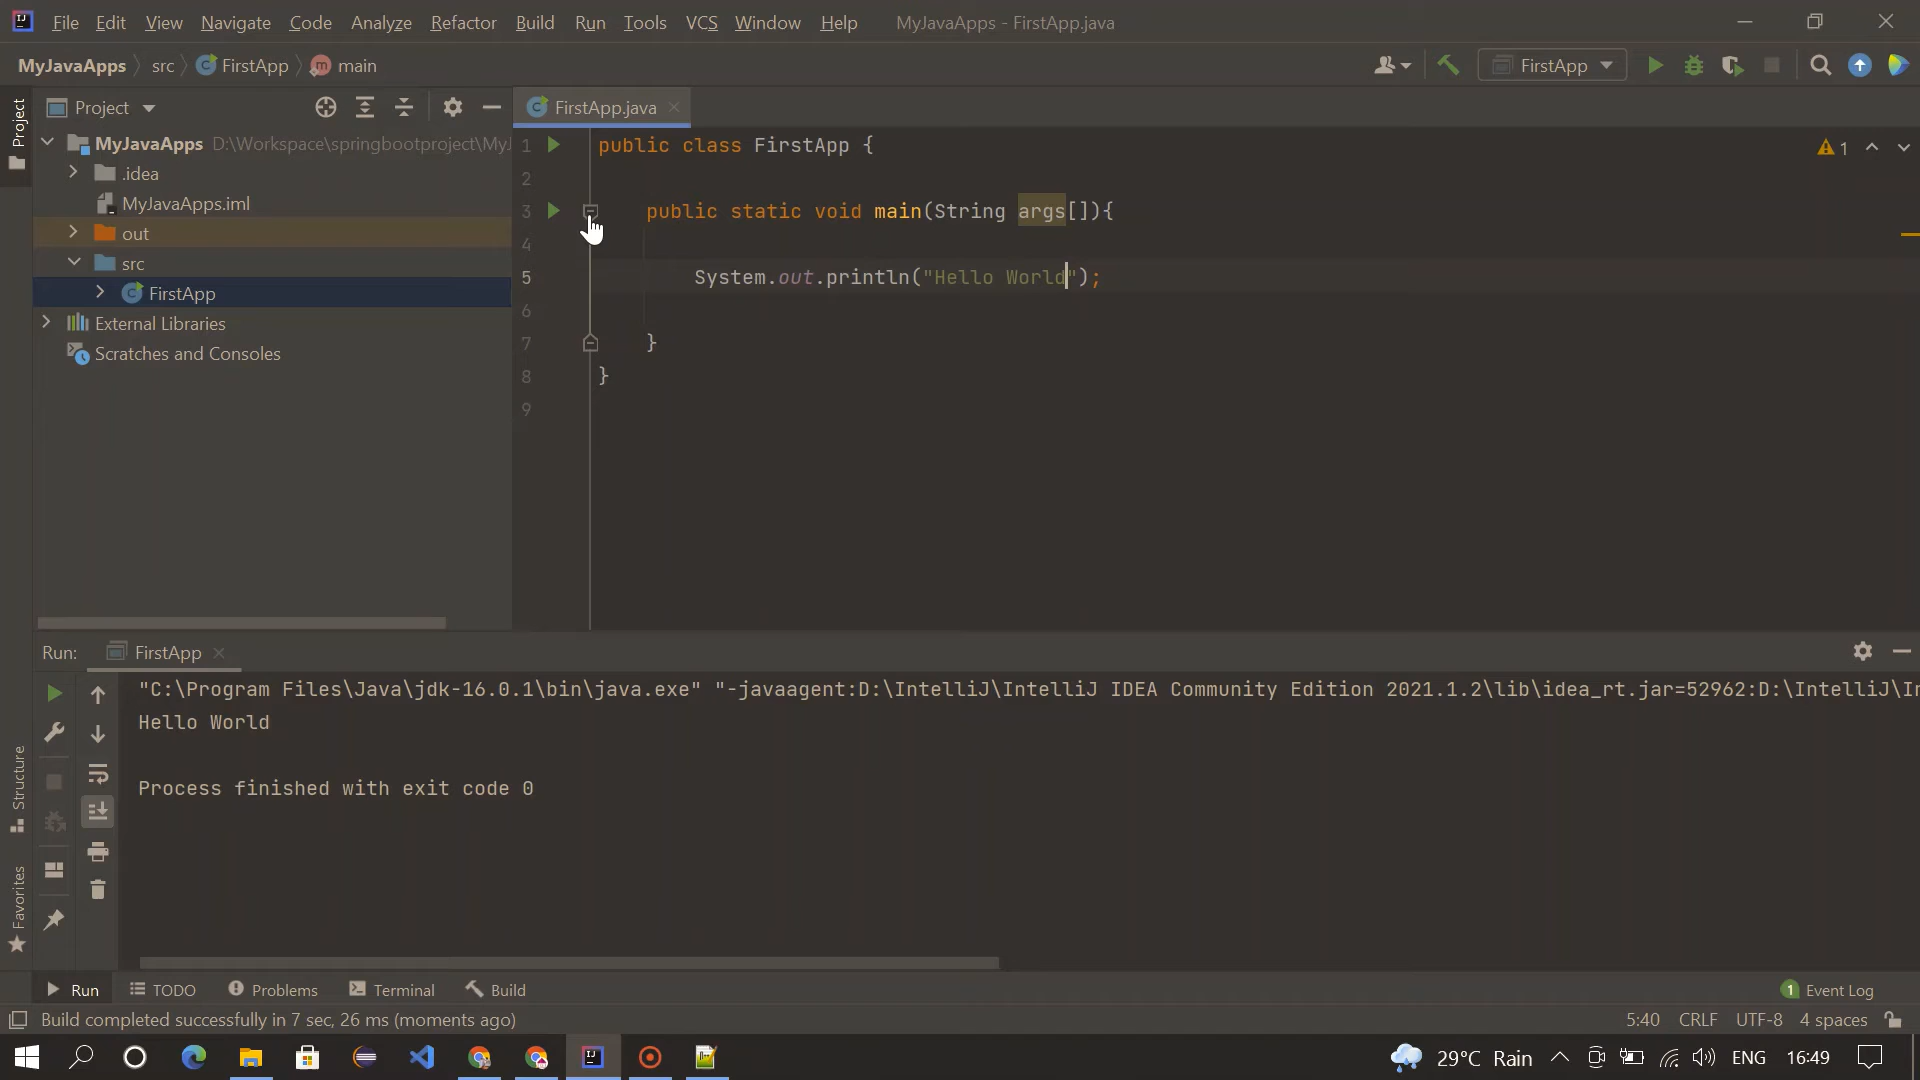 File Edit View Navigate Code Analyze Refactor Build Run Tools VCS Window Help MyJavaApps - FirstApp.java
MyJavaApps src FirstApp main FirstApp
Project
Project
FirstApp.java
MyJavaApps D:\Workspace\springbootproject\MyJ
.idea
MyJavaApps.iml
out
src
FirstApp
External Libraries
Scratches and Consoles
1 public class FirstApp {
2
3 public static void main(String args[]){
4
5 System.out.println("Hello World");
6
7 }
8 }
9
1
Run: FirstApp
"C:\Program Files\Java\jdk-16.0.1\bin\java.exe" "-javaagent:D:\IntelliJ\IntelliJ IDEA Community Edition 2021.1.2\lib\idea_rt.jar=52962:D:\IntelliJ\In
Hello World
Process finished with exit code 0
Structure
Favorites
Run TODO Problems Terminal Build 1 Event Log
Build completed successfully in 7 sec, 26 ms (moments ago) 5:40 CRLF UTF-8 4 spaces
29°C Rain ENG 16:49